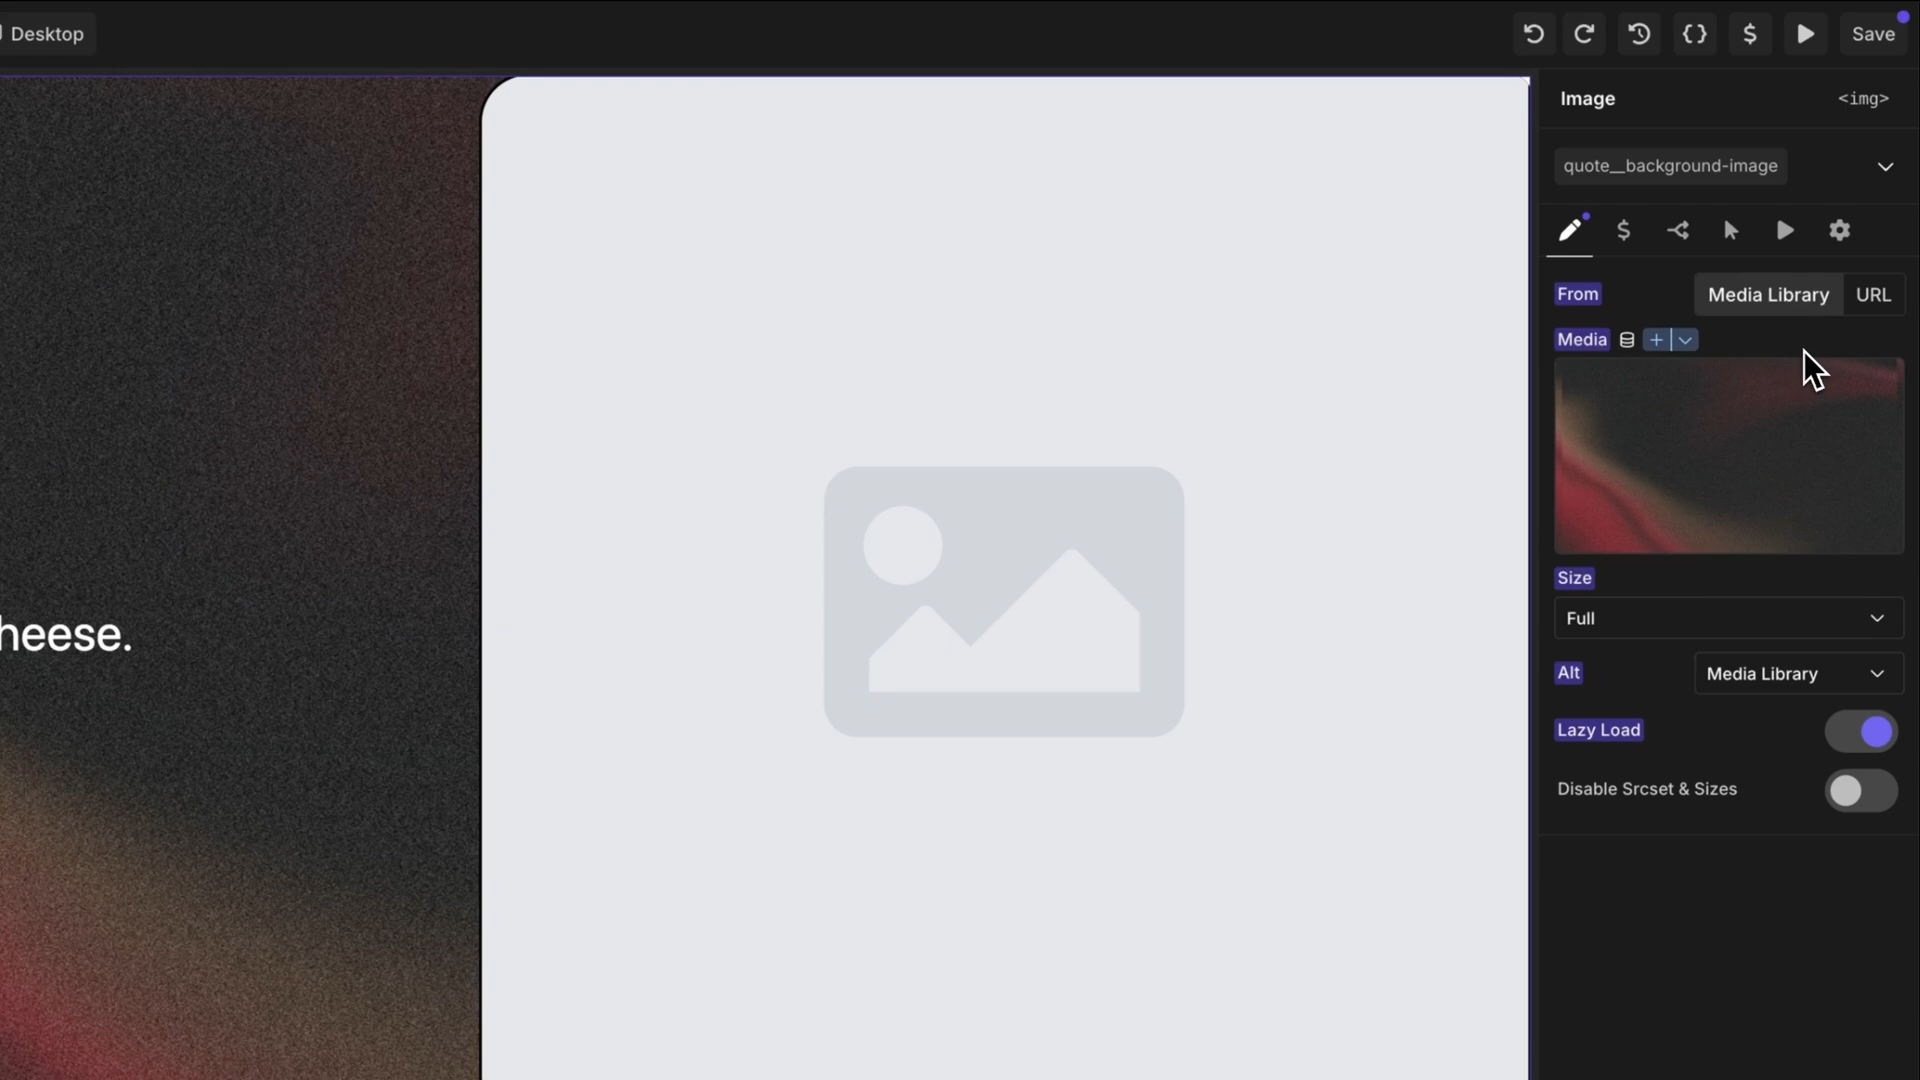 Desktop
Save
Image
<img>
quote__background-image
From
Media Library
URL
Media
Size
Full
Alt
Media Library
Lazy Load
Disable Srcset & Sizes
heese.